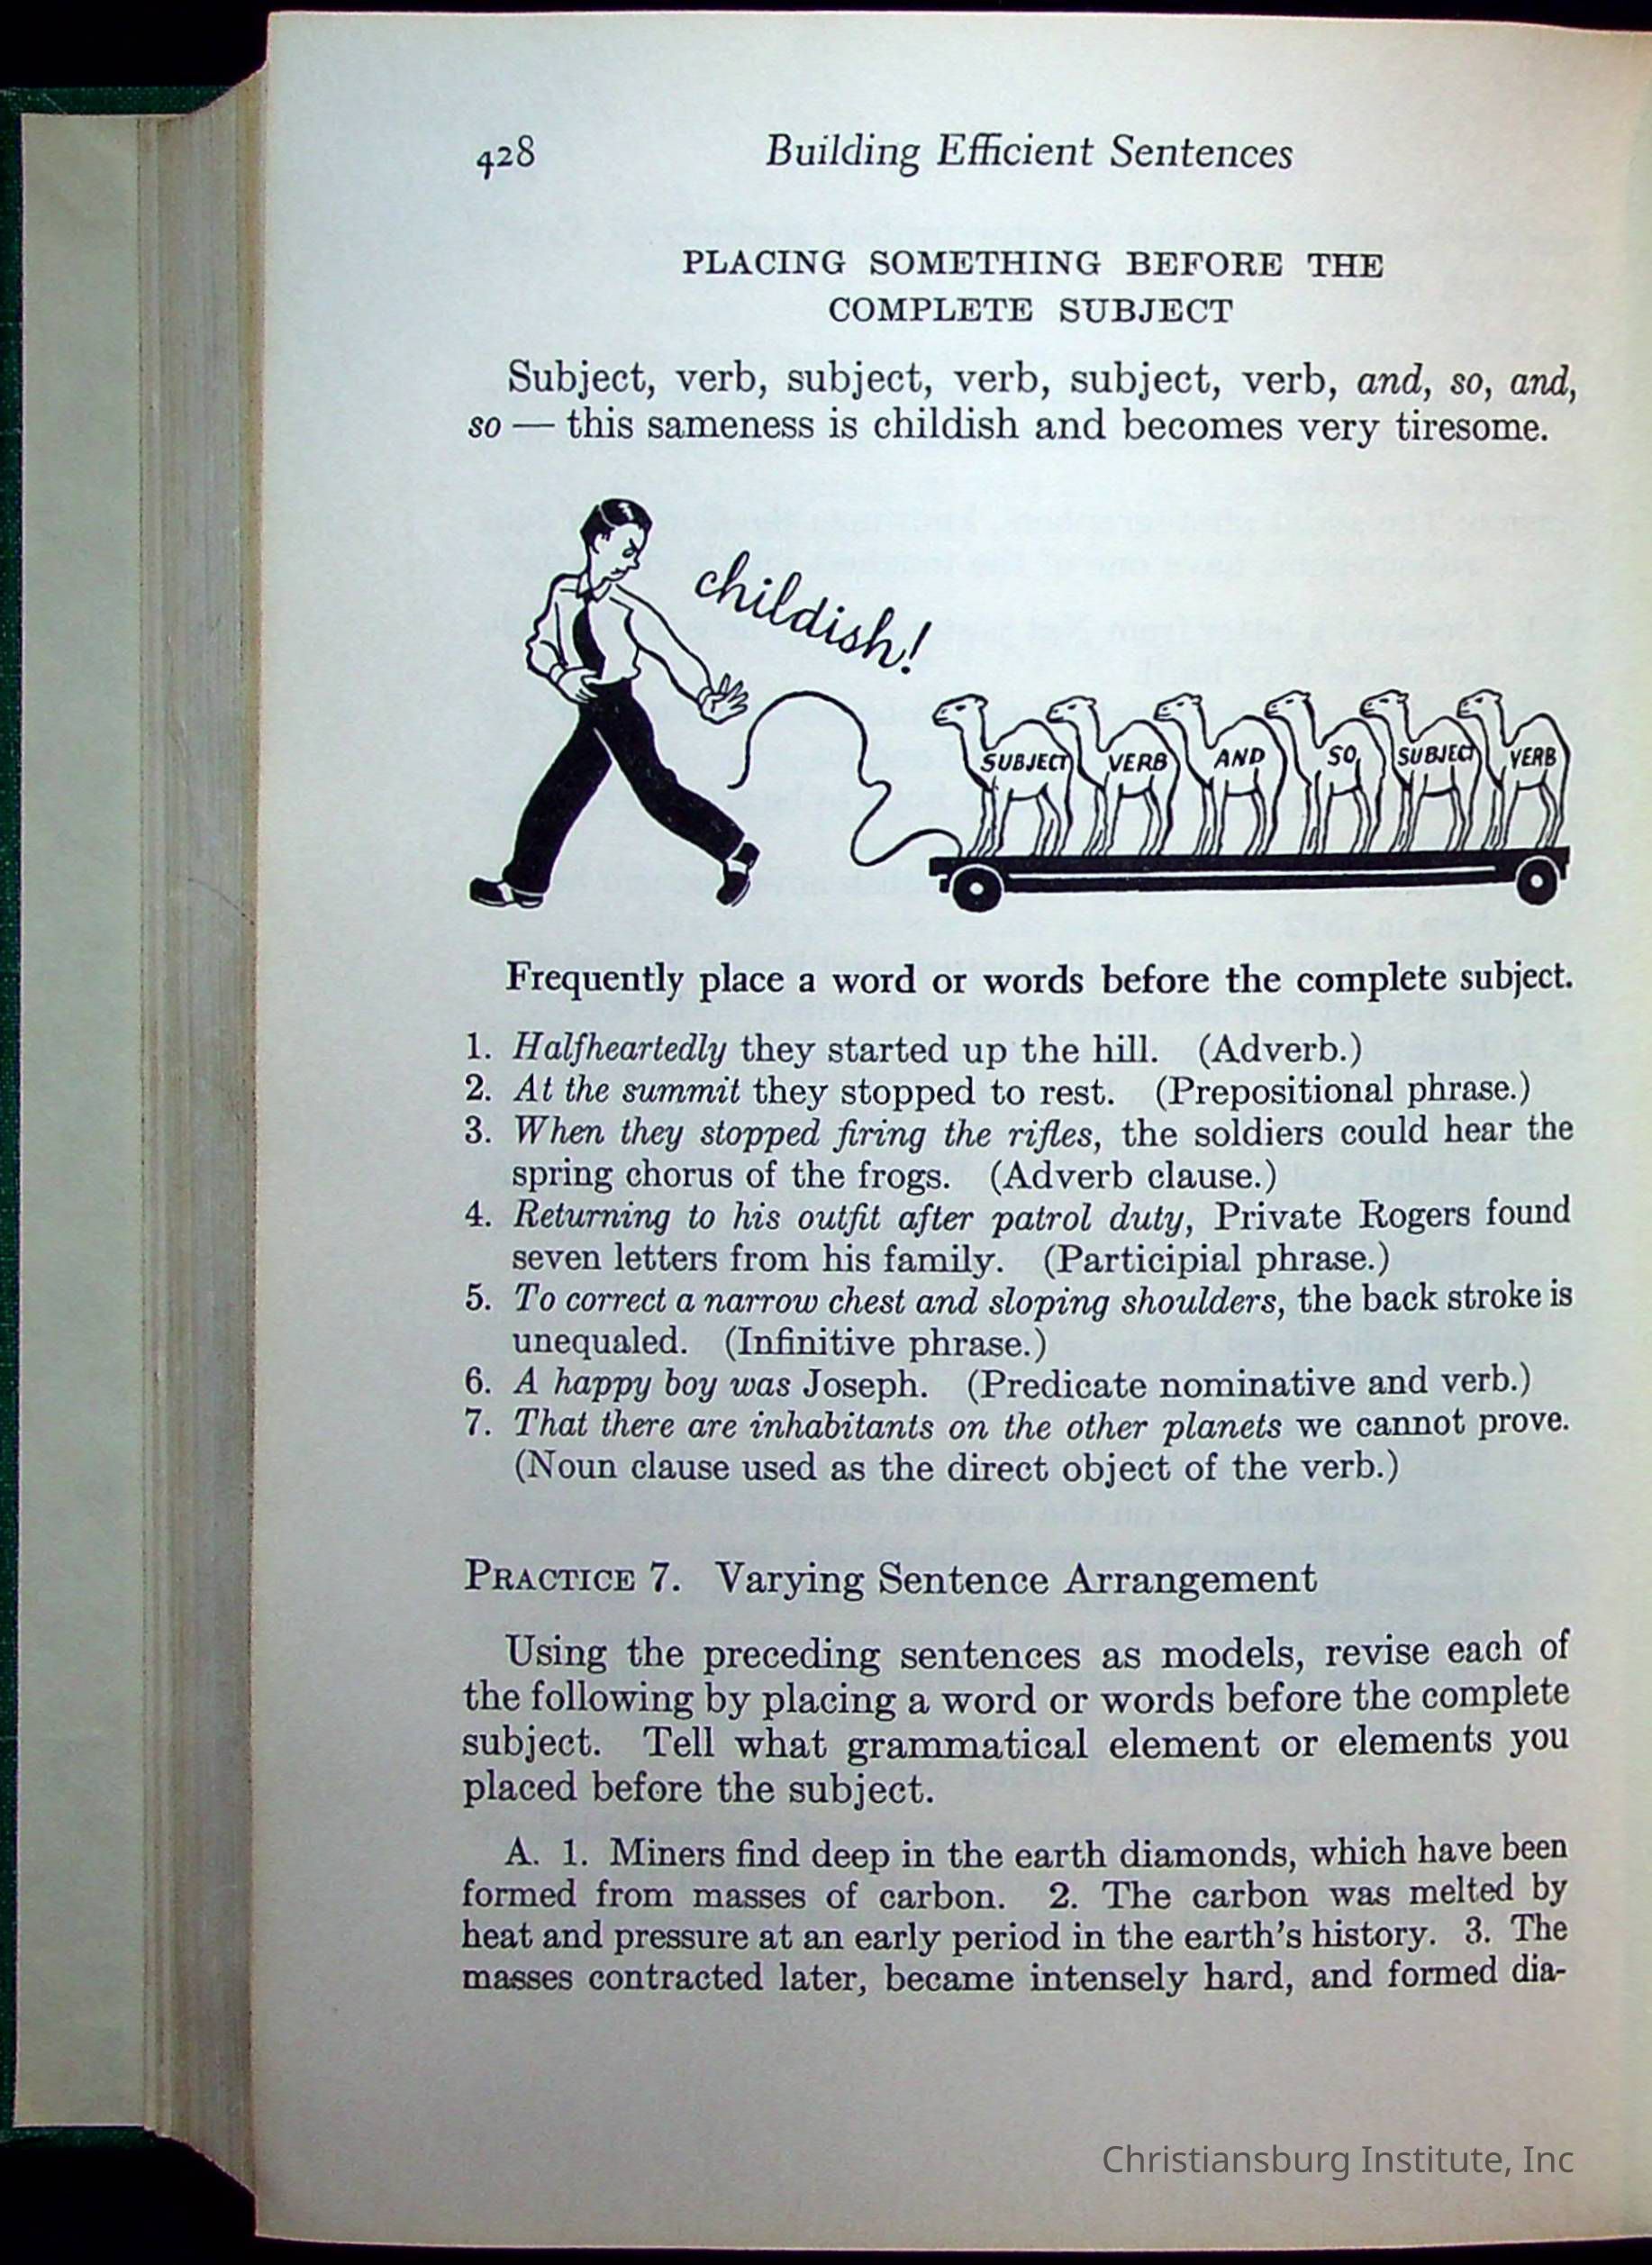 428 Building Efficient Sentences
PLACING SOMETHING BEFORE THE
COMPLETE SUBJECT
Subject, verb, subject, verb, subject, verb, and, so, and,
so — this sameness is childish and becomes very tiresome.
childish!
SUBJECT VERB AND SO SUBJECT VERB
Frequently place a word or words before the complete subject.
1. Halfheartedly they started up the hill. (Adverb.)
2. At the summit they stopped to rest. (Prepositional phrase.)
3. When they stopped firing the rifles, the soldiers could hear the
spring chorus of the frogs. (Adverb clause.)
4. Returning to his outfit after patrol duty, Private Rogers found
seven letters from his family. (Participial phrase.)
5. To correct a narrow chest and sloping shoulders, the back stroke is
unequaled. (Infinitive phrase.)
6. A happy boy was Joseph. (Predicate nominative and verb.)
7. That there are inhabitants on the other planets we cannot prove.
(Noun clause used as the direct object of the verb.)
PRACTICE 7. Varying Sentence Arrangement
Using the preceding sentences as models, revise each of
the following by placing a word or words before the complete
subject. Tell what grammatical element or elements you
placed before the subject.
A. 1. Miners find deep in the earth diamonds, which have been
formed from masses of carbon. 2. The carbon was melted by
heat and pressure at an early period in the earth's history. 3. The
masses contracted later, became intensely hard, and formed dia-
Christiansburg Institute, Inc